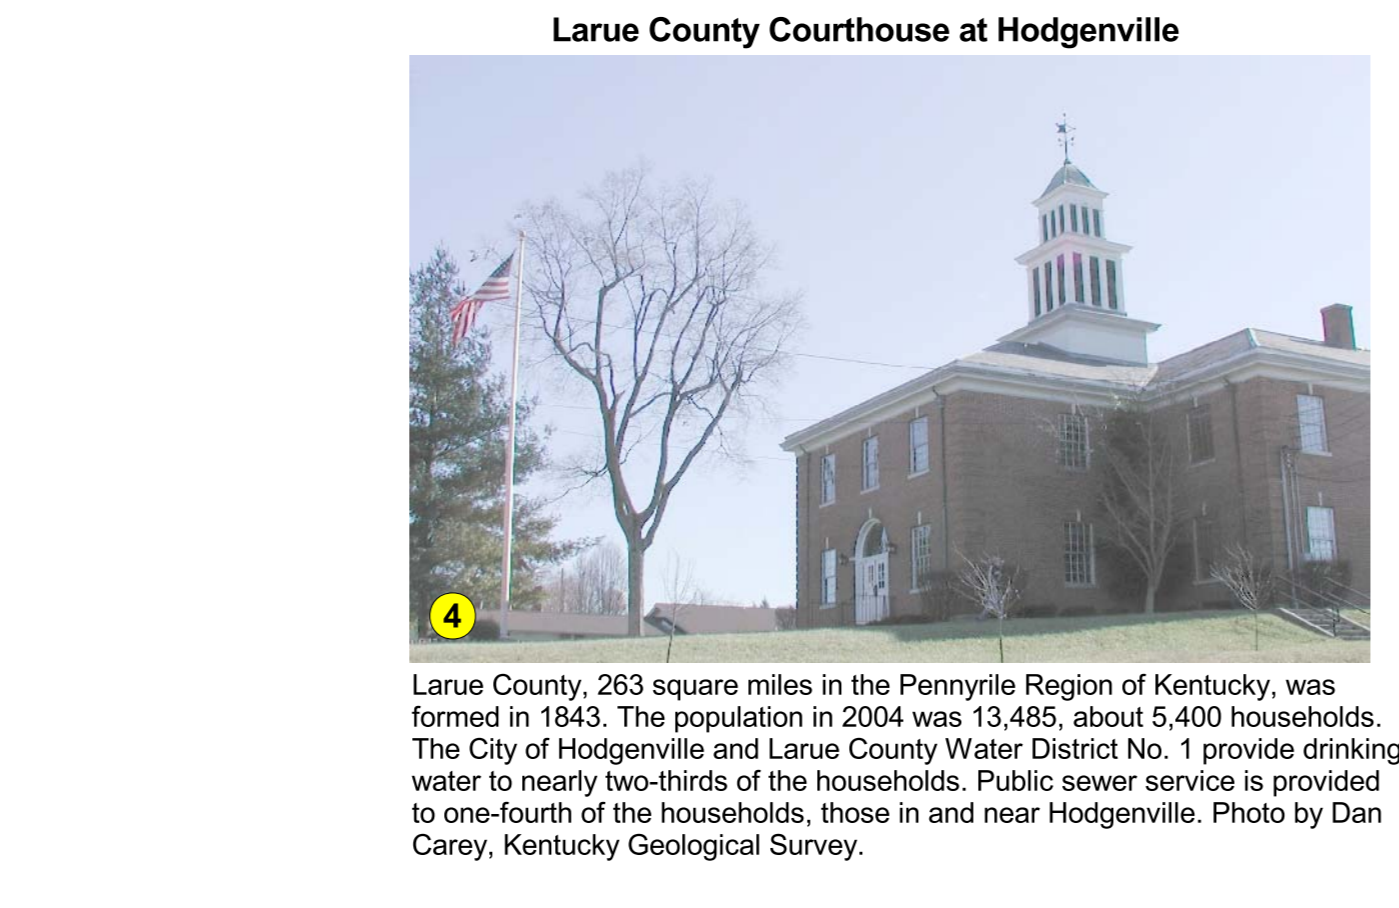 Larue County Courthouse at Hodgenville
4
Larue County, 263 square miles in the Pennyrile Region of Kentucky, was
formed in 1843. The population in 2004 was 13,485, about 5,400 households.
The City of Hodgenville and Larue County Water District No. 1 provide drinking
water to nearly two-thirds of the households. Public sewer service is provided
to one-fourth of the households, those in and near Hodgenville. Photo by Dan
Carey, Kentucky Geological Survey.